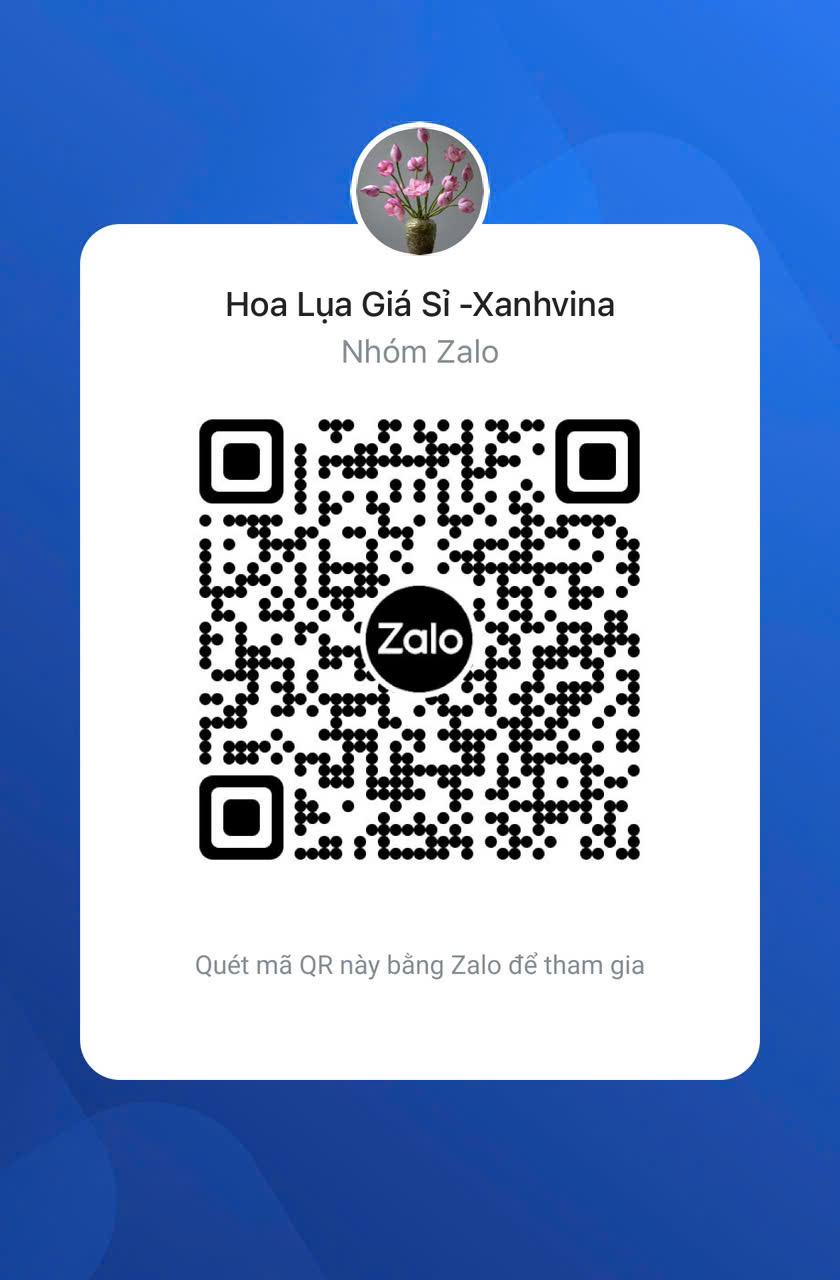 Hoa Lụa Giá Sỉ -Xanhvina
Nhóm Zalo
Zalo
Quét mã QR này bằng Zalo để tham gia